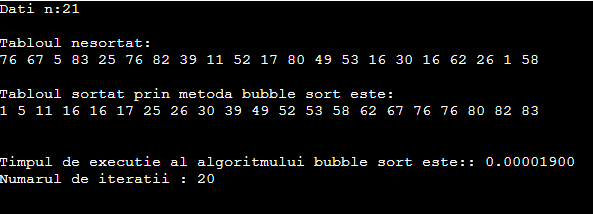 Dati n:21
Tabloul nesortat:
76 67 5 83 25 76 82 39 11 52 17 80 49 53 16 30 16 62 26 1 58
Tabloul sortat prin metoda bubble sort este:
1 5 11 16 16 17 25 26 30 39 49 52 53 58 62 67 76 76 80 82 83
Timpul de executie al algoritmului bubble sort este:: 0.00001900
Numarul de iteratii : 20